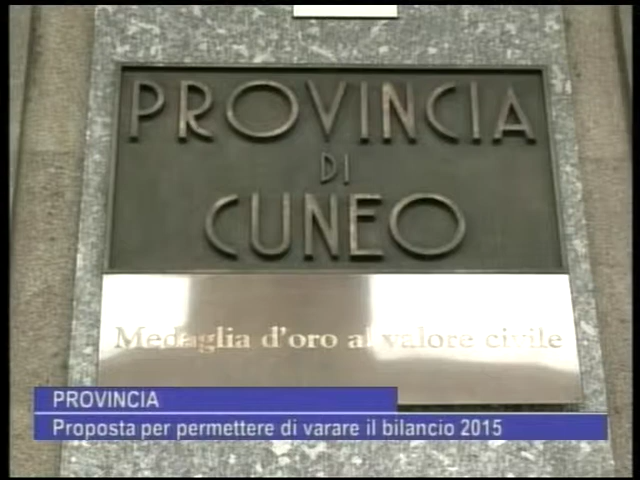 PROVINCIA
DI
CUNEO
Medaglia d'oro al valore civile
PROVINCIA
Proposta per permettere di varare il bilancio 2015